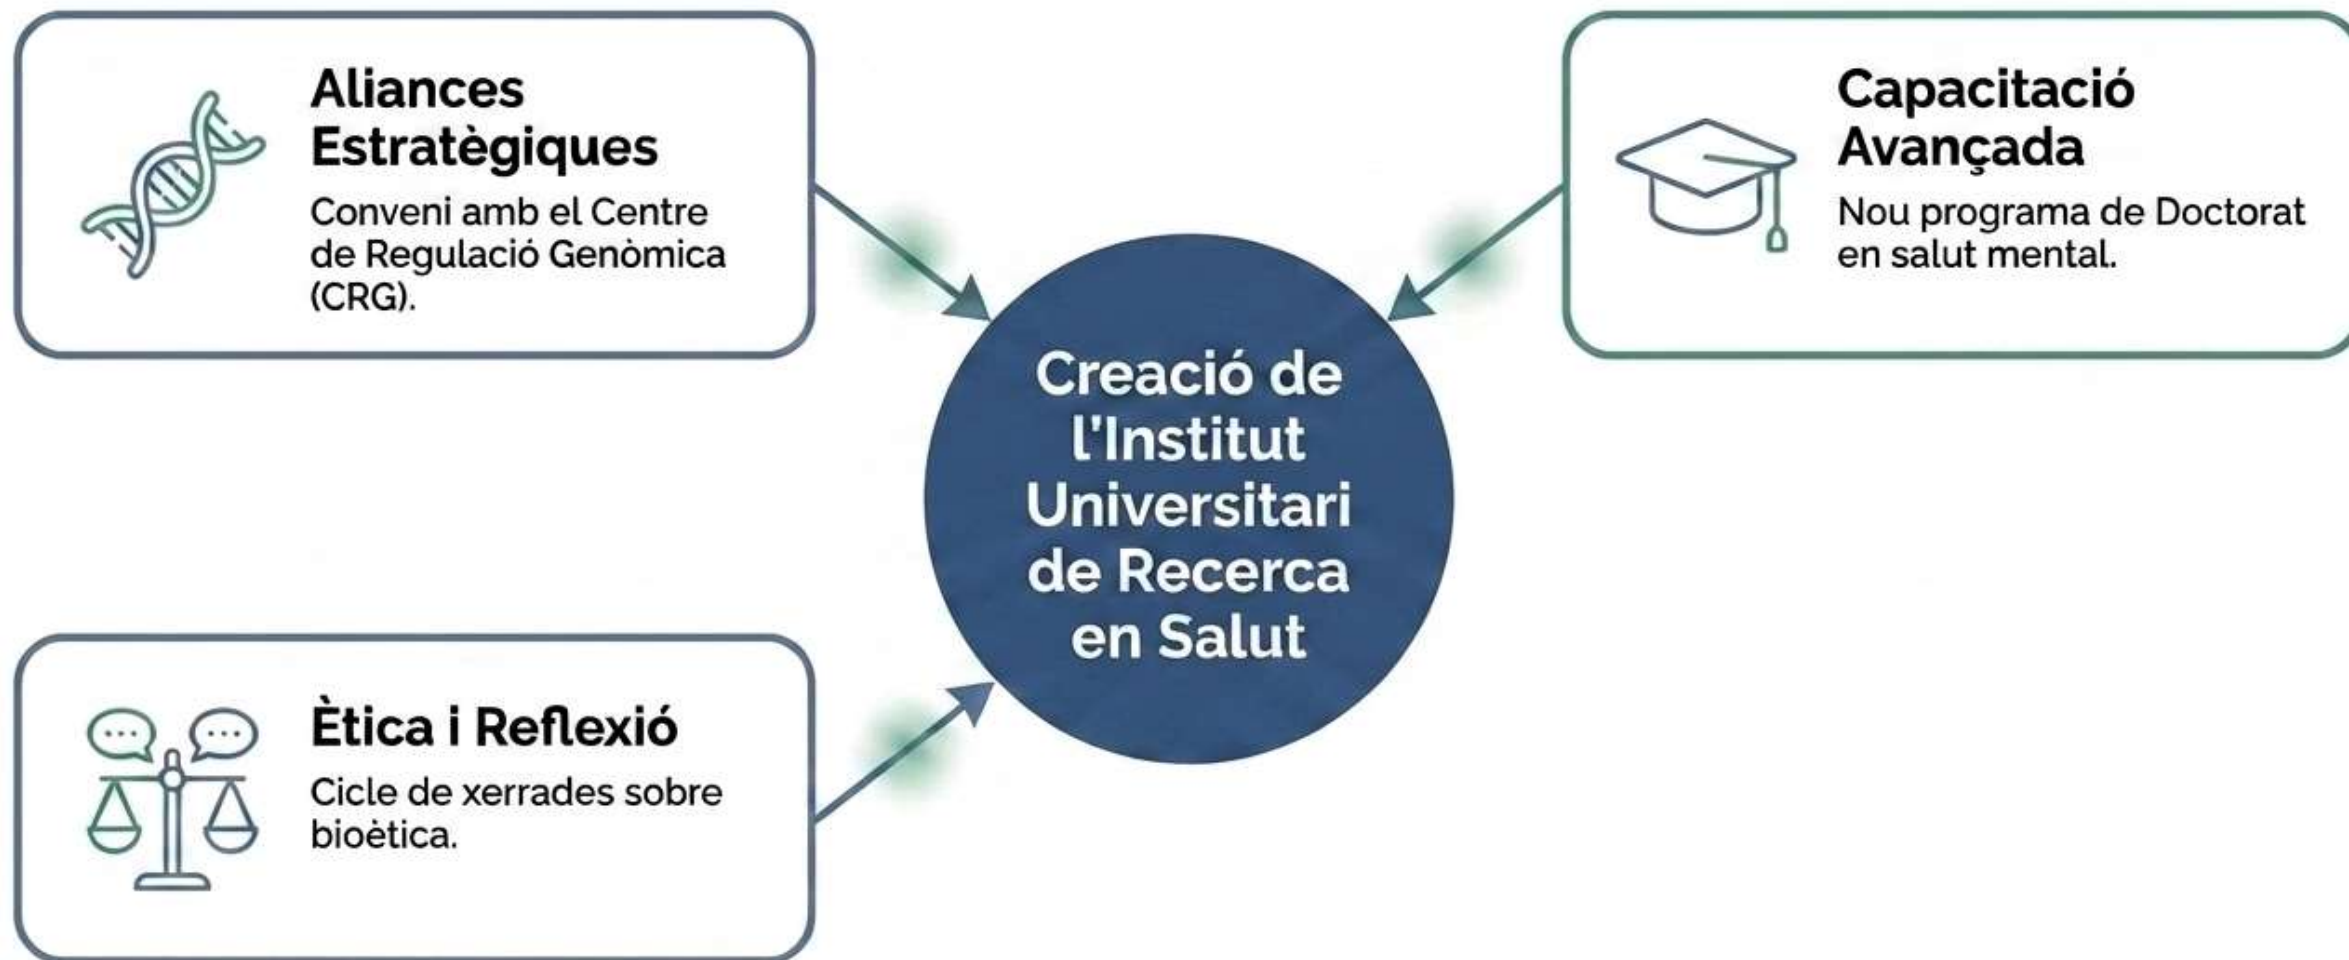 Aliances
Estratègiques
Conveni amb el Centre
de Regulació Genòmica
(CRG).
Capacitació
Avançada
Nou programa de Doctorat
en salut mental.
Creació de
l'Institut
Universitari
de Recerca
en Salut
Ètica i Reflexió
Cicle de xerrades sobre
bioètica.